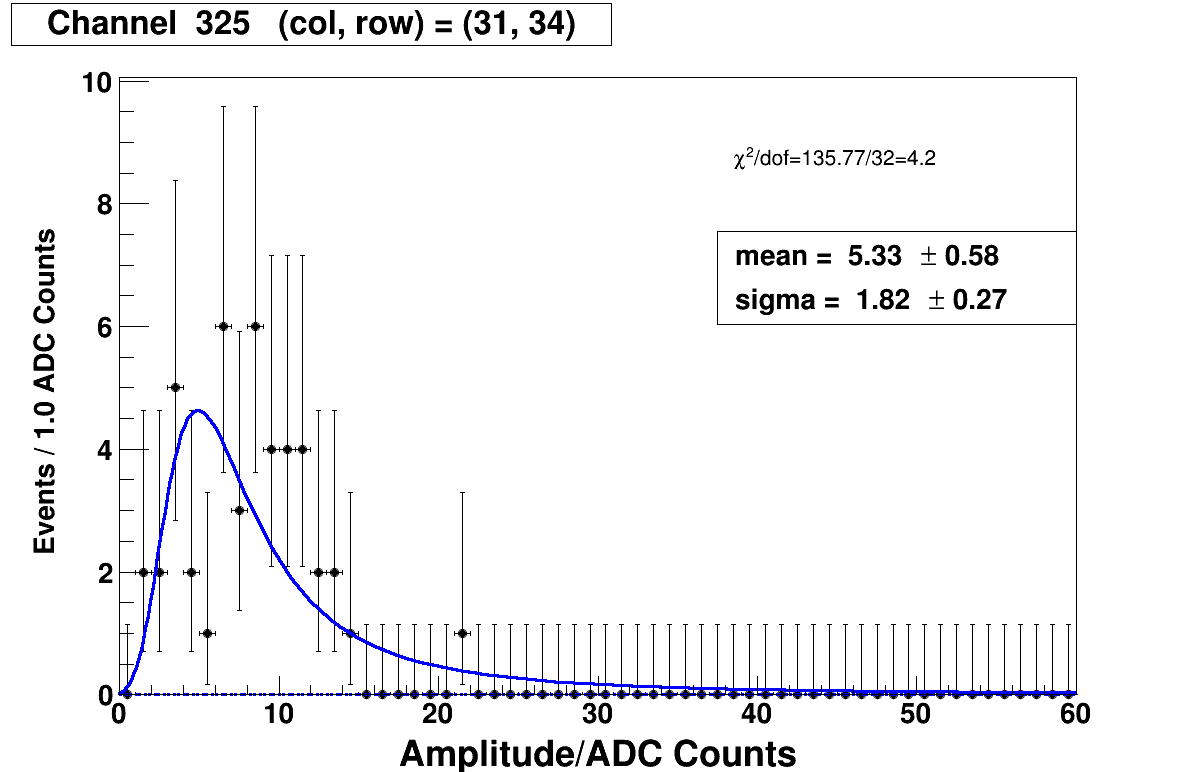 Channel 325 (col, row) = (31, 34)
10
8
6
4
2
0
Events / 1.0 ADC Counts
χ²/dof=135.77/32=4.2
mean = 5.33 ± 0.58
sigma = 1.82 ± 0.27
0 10 20 30 40 50 60
Amplitude/ADC Counts